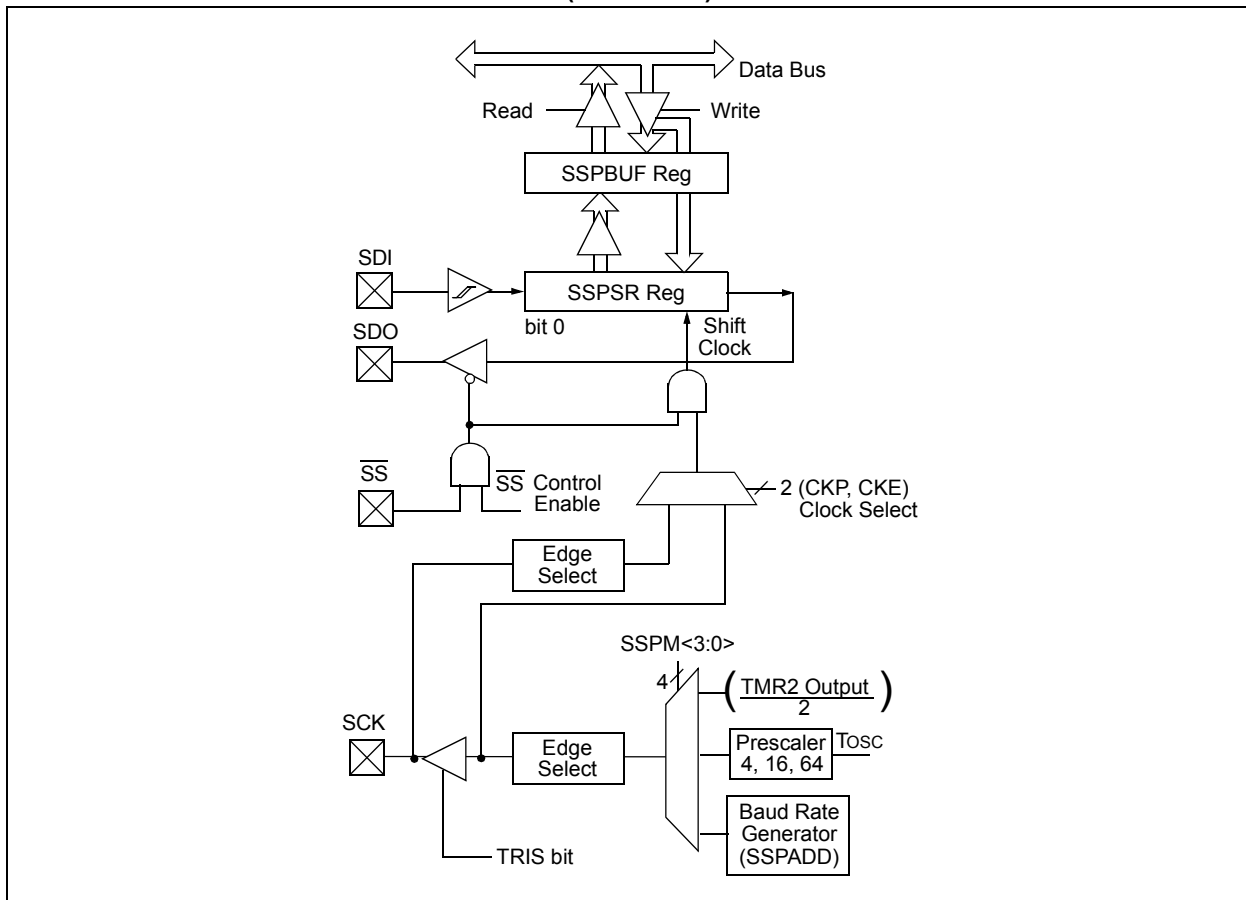 Data Bus
Read
Write
SSPBUF Reg
SDI
SSPSR Reg
bit 0
Shift
Clock
SDO
SS
SS Control
Enable
2 (CKP, CKE)
Clock Select
Edge
Select
SSPM<3:0>
4
(TMR2 Output)
2
SCK
Edge
Select
Prescaler
4, 16, 64
TOSC
Baud Rate
Generator
(SSPADD)
TRIS bit